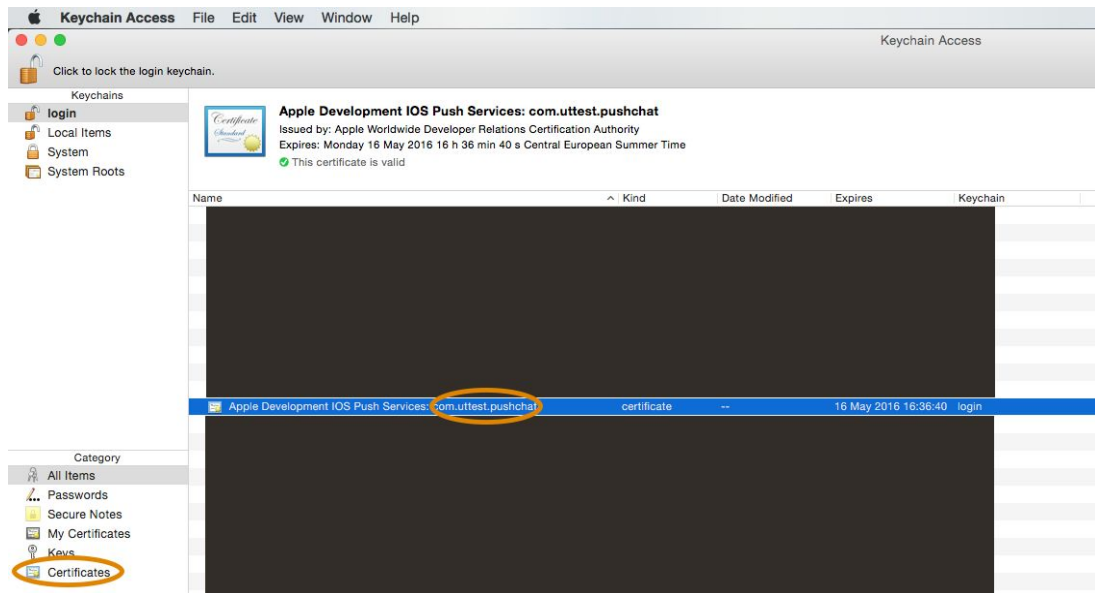 Keychain Access File Edit View Window Help
Keychain Access
Click to lock the login keychain.
Keychains
login
Local Items
System
System Roots
Certificate
Standard
Apple Development IOS Push Services: com.uttest.pushchat
Issued by: Apple Worldwide Developer Relations Certification Authority
Expires: Monday 16 May 2016 16 h 36 min 40 s Central European Summer Time
This certificate is valid
Name Kind Date Modified Expires Keychain
Apple Development IOS Push Services: com.uttest.pushchat certificate -- 16 May 2016 16:36:40 login
Category
All Items
Passwords
Secure Notes
My Certificates
Keys
Certificates